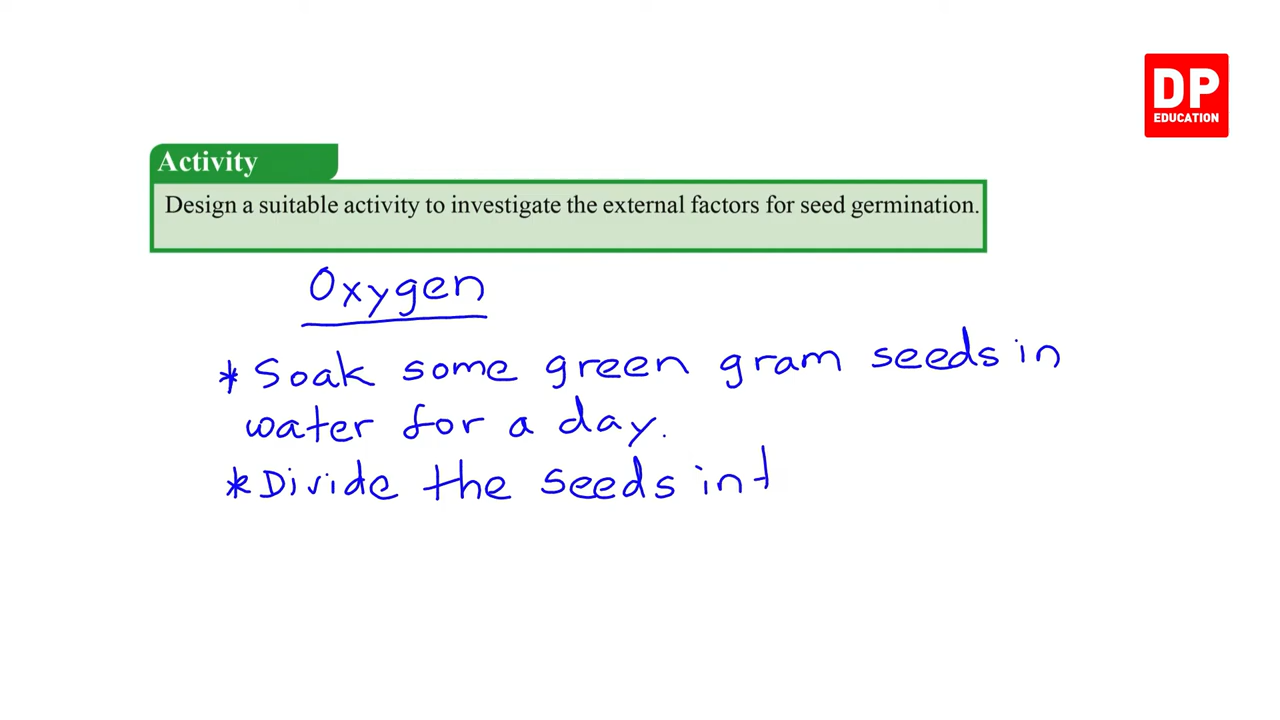 DP
EDUCATION
Activity
Design a suitable activity to investigate the external factors for seed germination.
Oxygen
* Soak some green gram seeds in
water for a day.
* Divide the seeds int